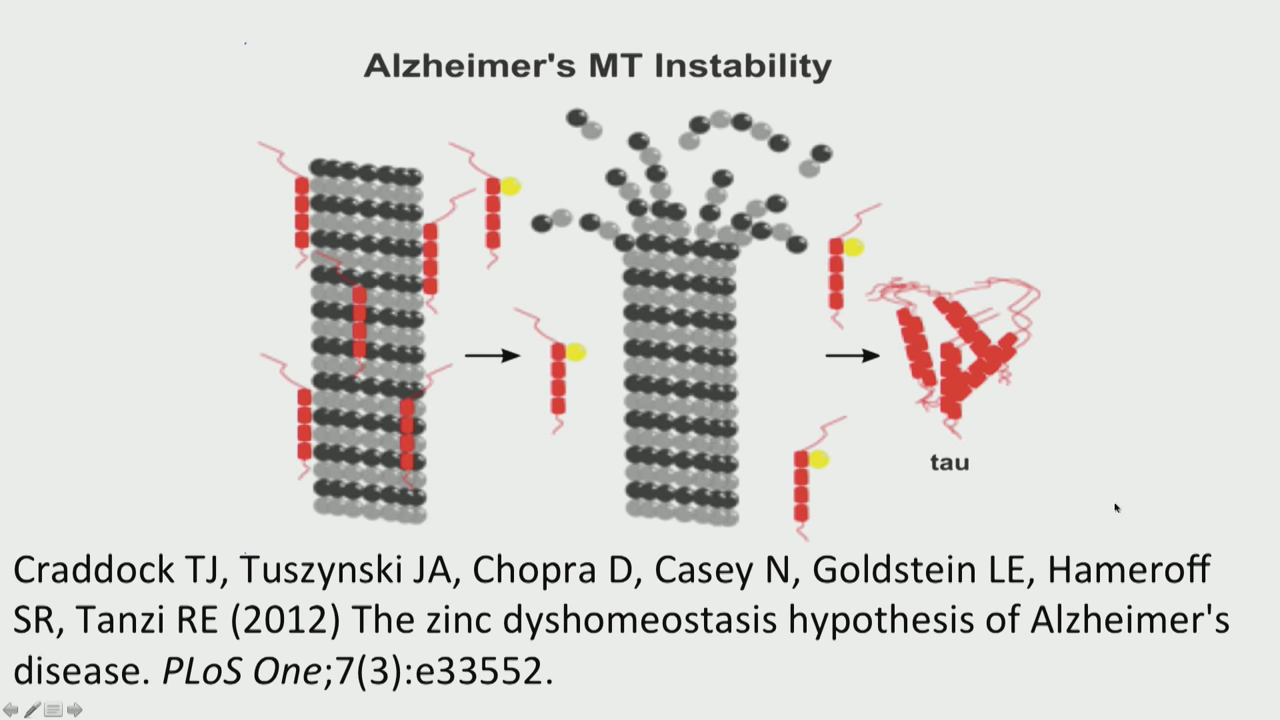 Alzheimer's MT Instability
tau
Craddock TJ, Tuszynski JA, Chopra D, Casey N, Goldstein LE, Hameroff
SR, Tanzi RE (2012) The zinc dyshomeostasis hypothesis of Alzheimer's
disease. PLoS One;7(3):e33552.